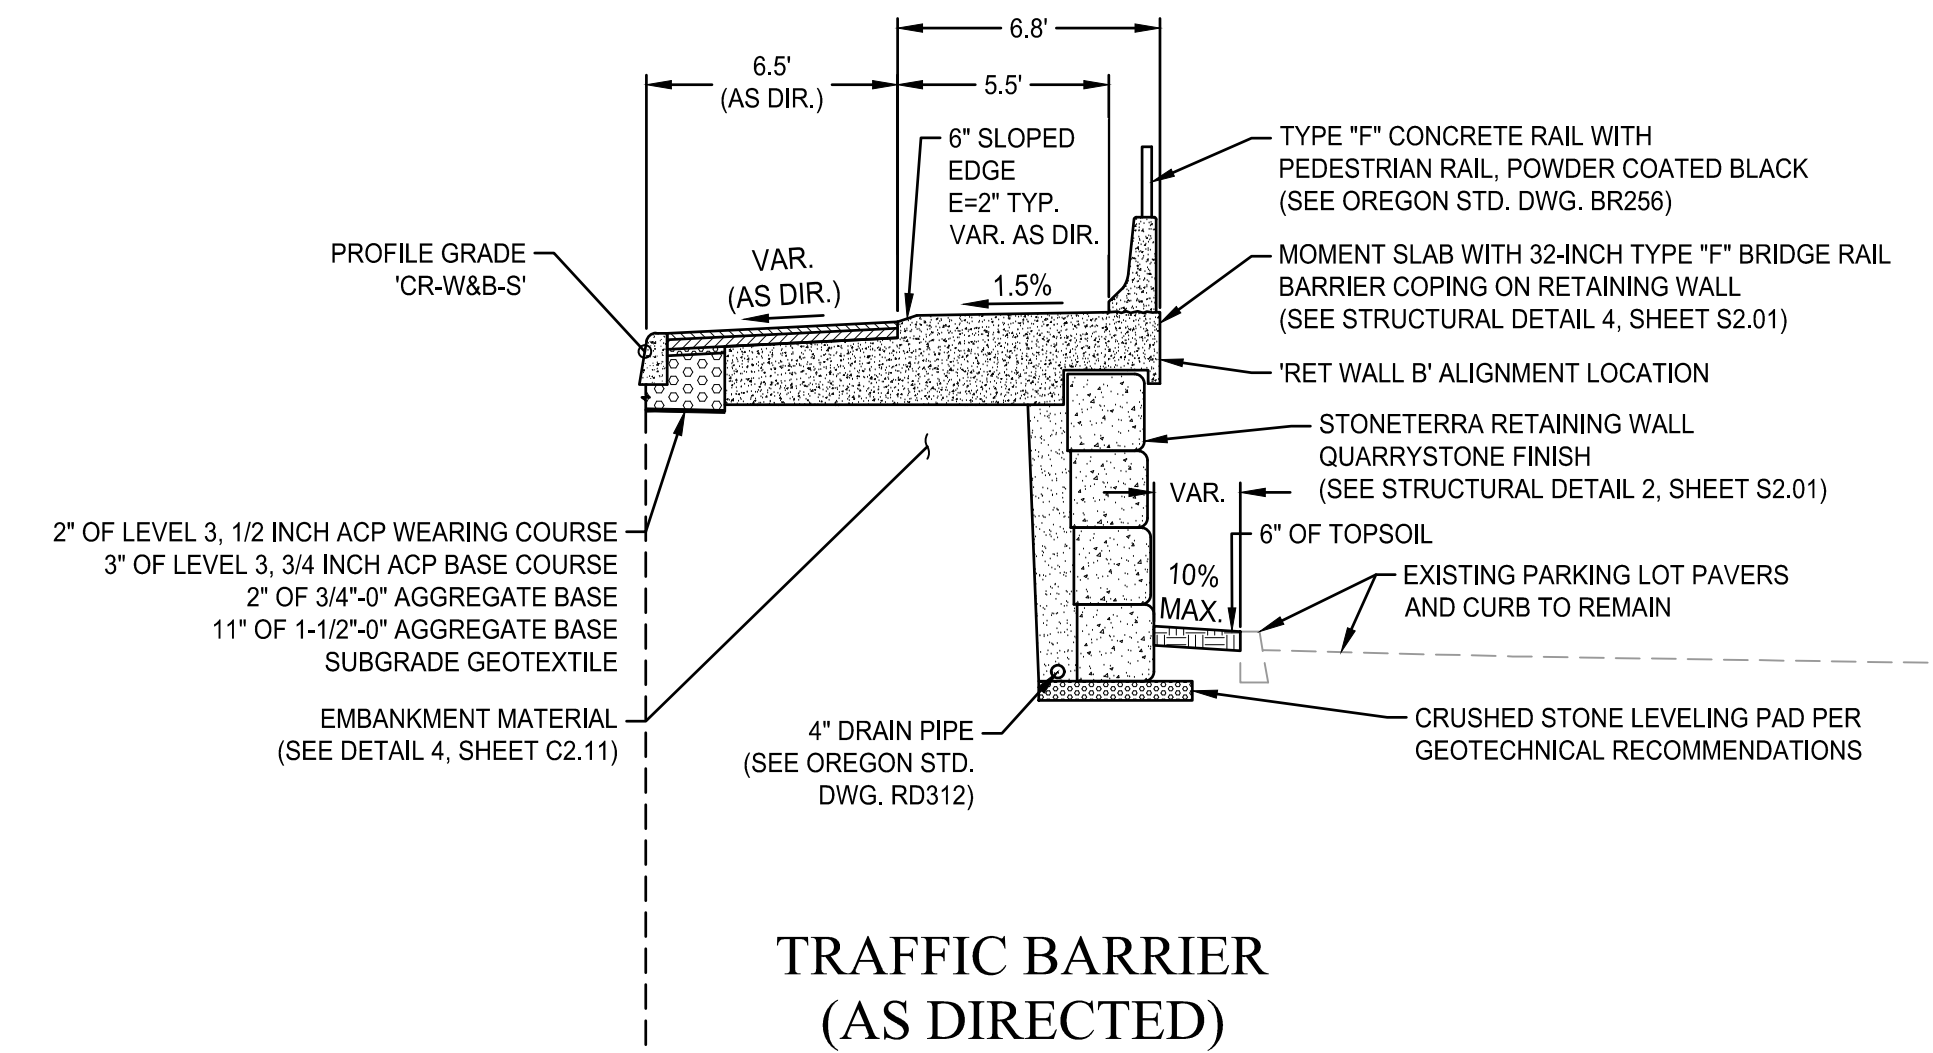 6.8'
6.5'
(AS DIR.)
5.5'
6" SLOPED
EDGE
E=2" TYP.
VAR. AS DIR.
TYPE "F" CONCRETE RAIL WITH
PEDESTRIAN RAIL, POWDER COATED BLACK
(SEE OREGON STD. DWG. BR256)
PROFILE GRADE
'CR-W&B-S'
VAR.
(AS DIR.)
1.5%
MOMENT SLAB WITH 32-INCH TYPE "F" BRIDGE RAIL
BARRIER COPING ON RETAINING WALL
(SEE STRUCTURAL DETAIL 4, SHEET S2.01)
'RET WALL B' ALIGNMENT LOCATION
STONETERRA RETAINING WALL
QUARRYSTONE FINISH
(SEE STRUCTURAL DETAIL 2, SHEET S2.01)
VAR.
6" OF TOPSOIL
2" OF LEVEL 3, 1/2 INCH ACP WEARING COURSE
3" OF LEVEL 3, 3/4 INCH ACP BASE COURSE
2" OF 3/4"-0" AGGREGATE BASE
11" OF 1-1/2"-0" AGGREGATE BASE
SUBGRADE GEOTEXTILE
10%
MAX.
EXISTING PARKING LOT PAVERS
AND CURB TO REMAIN
EMBANKMENT MATERIAL
(SEE DETAIL 4, SHEET C2.11)
4" DRAIN PIPE
(SEE OREGON STD.
DWG. RD312)
CRUSHED STONE LEVELING PAD PER
GEOTECHNICAL RECOMMENDATIONS
TRAFFIC BARRIER
(AS DIRECTED)